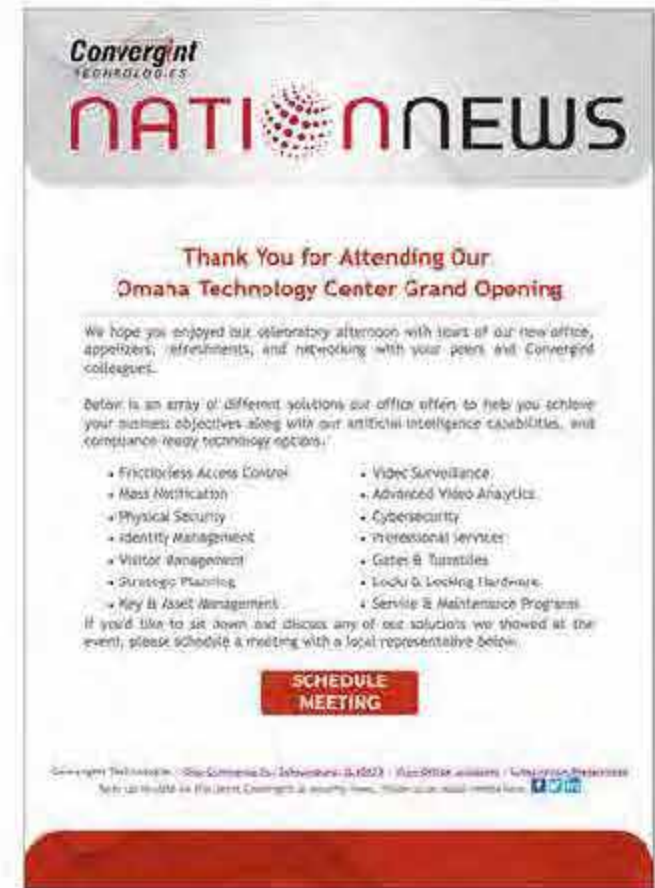 Convergint
TECHNOLOGIES
NATIONNEWS
Thank You for Attending Our
Omaha Technology Center Grand Opening
We hope you enjoyed our celebratory afternoon with tours of our new office,
appetizers, refreshments, and networking with your peers and Convergint
colleagues.
Below is an array of different solutions our office offers to help you achieve
your business objectives along with our artificial intelligence capabilities, and
compliance ready technology options.
• Frictionless Access Control
• Mass Notification
• Physical Security
• Identity Management
• Visitor Management
• Strategic Planning
• Key & Asset Management
• Video Surveillance
• Advanced Video Analytics
• Cybersecurity
• Professional Services
• Gates & Turnstiles
• Locks & Locking Hardware
• Service & Maintenance Programs
If you'd like to sit down and discuss any of our solutions we showed at the
event, please schedule a meeting with a local representative below.
SCHEDULE
MEETING
Convergint Technologies